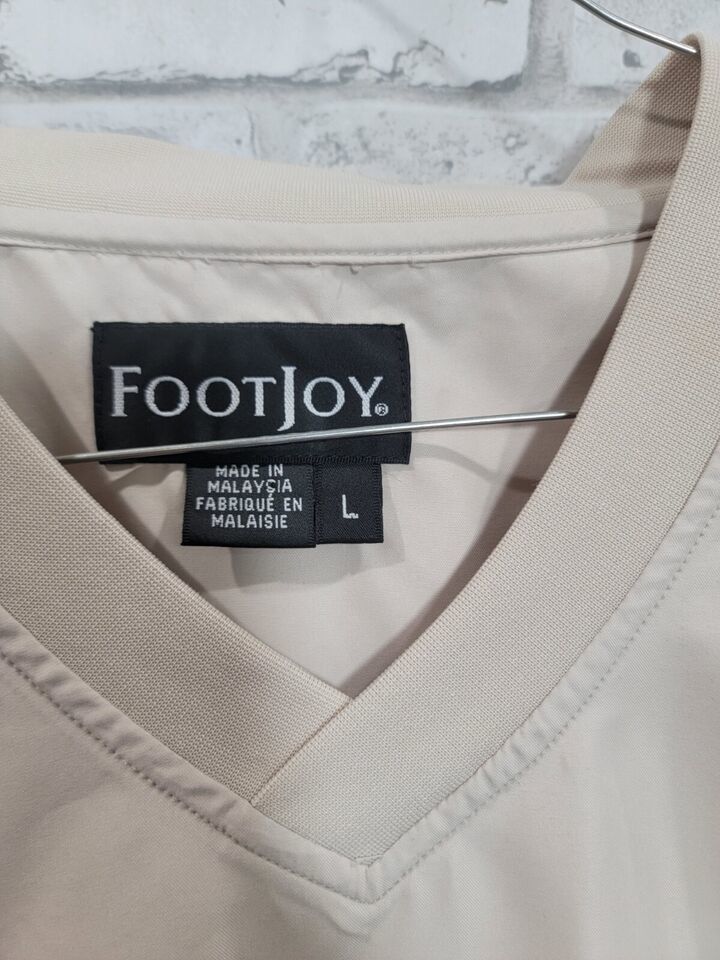 FOOTJOY®
MADE IN
MALAYSIA
FABRIQUÉ EN
MALAISIE
L